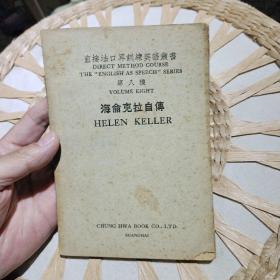 直接法口耳訓練英語叢書
DIRECT METHOD COURSE
THE "ENGLISH AS SPEECH" SERIES
第八種
VOLUME EIGHT
海倫克拉自傳
HELEN KELLER
CHUNG HWA BOOK CO., LTD.
SHANGHAI